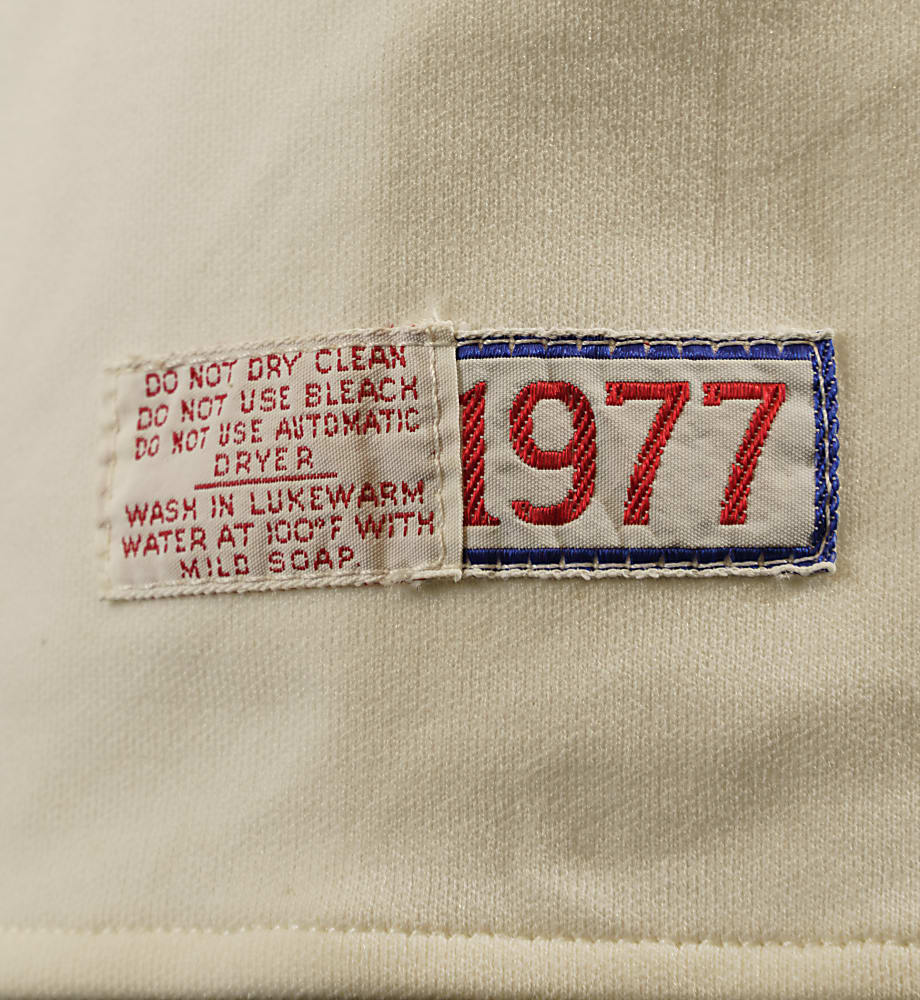 DO NOT DRY CLEAN
DO NOT USE BLEACH
DO NOT USE AUTOMATIC
DRYER
WASH IN LUKEWARM
WATER AT 100°F WITH
MILD SOAP.
1977